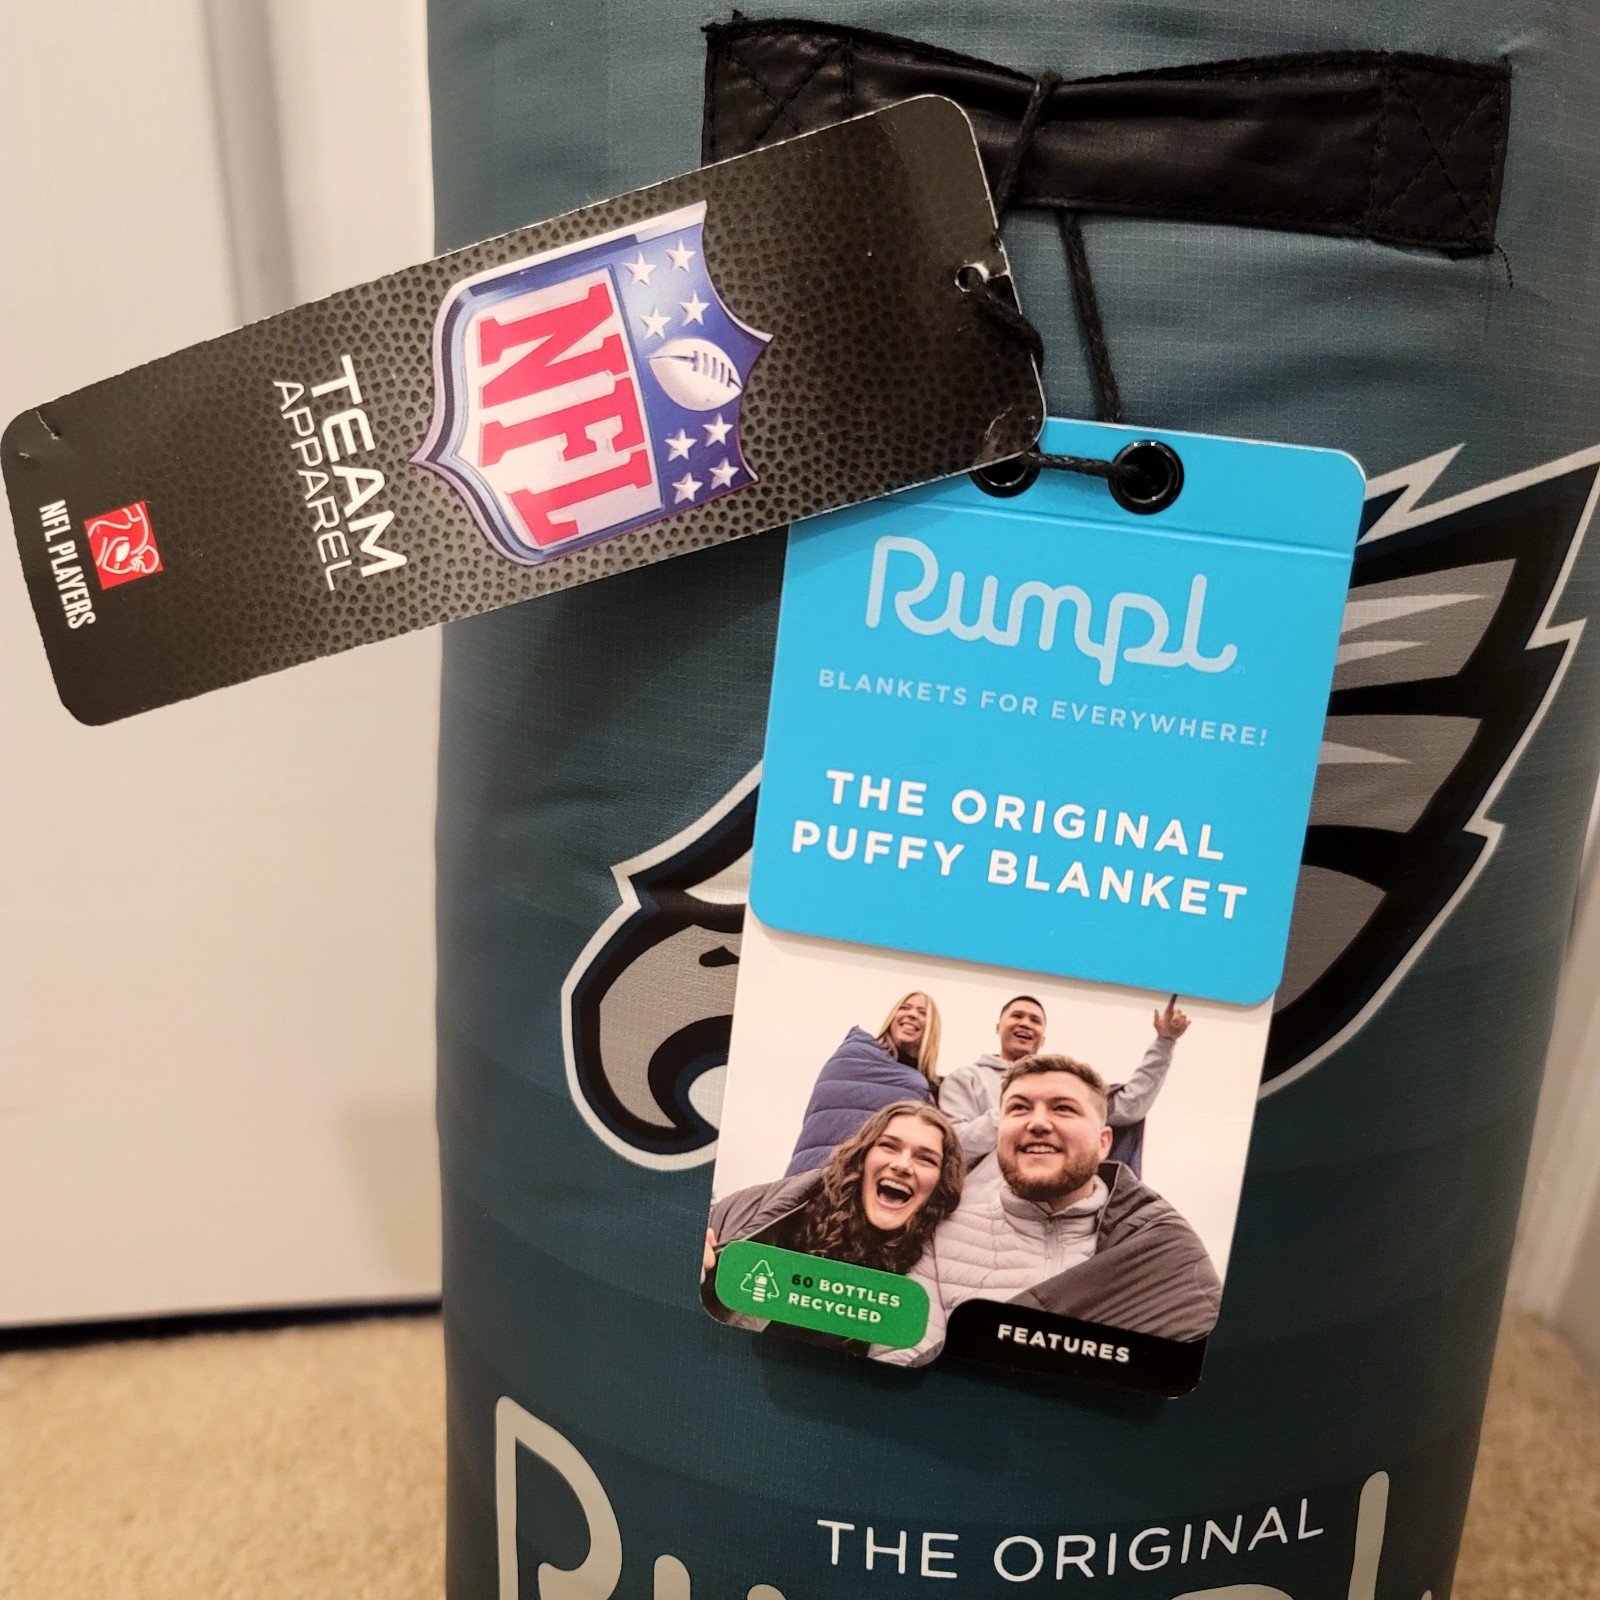 NFL
TEAM
APPAREL
NFL PLAYERS
Rumpl
BLANKETS FOR EVERYWHERE!
THE ORIGINAL
PUFFY BLANKET
60 BOTTLES
RECYCLED
FEATURES
THE ORIGINAL